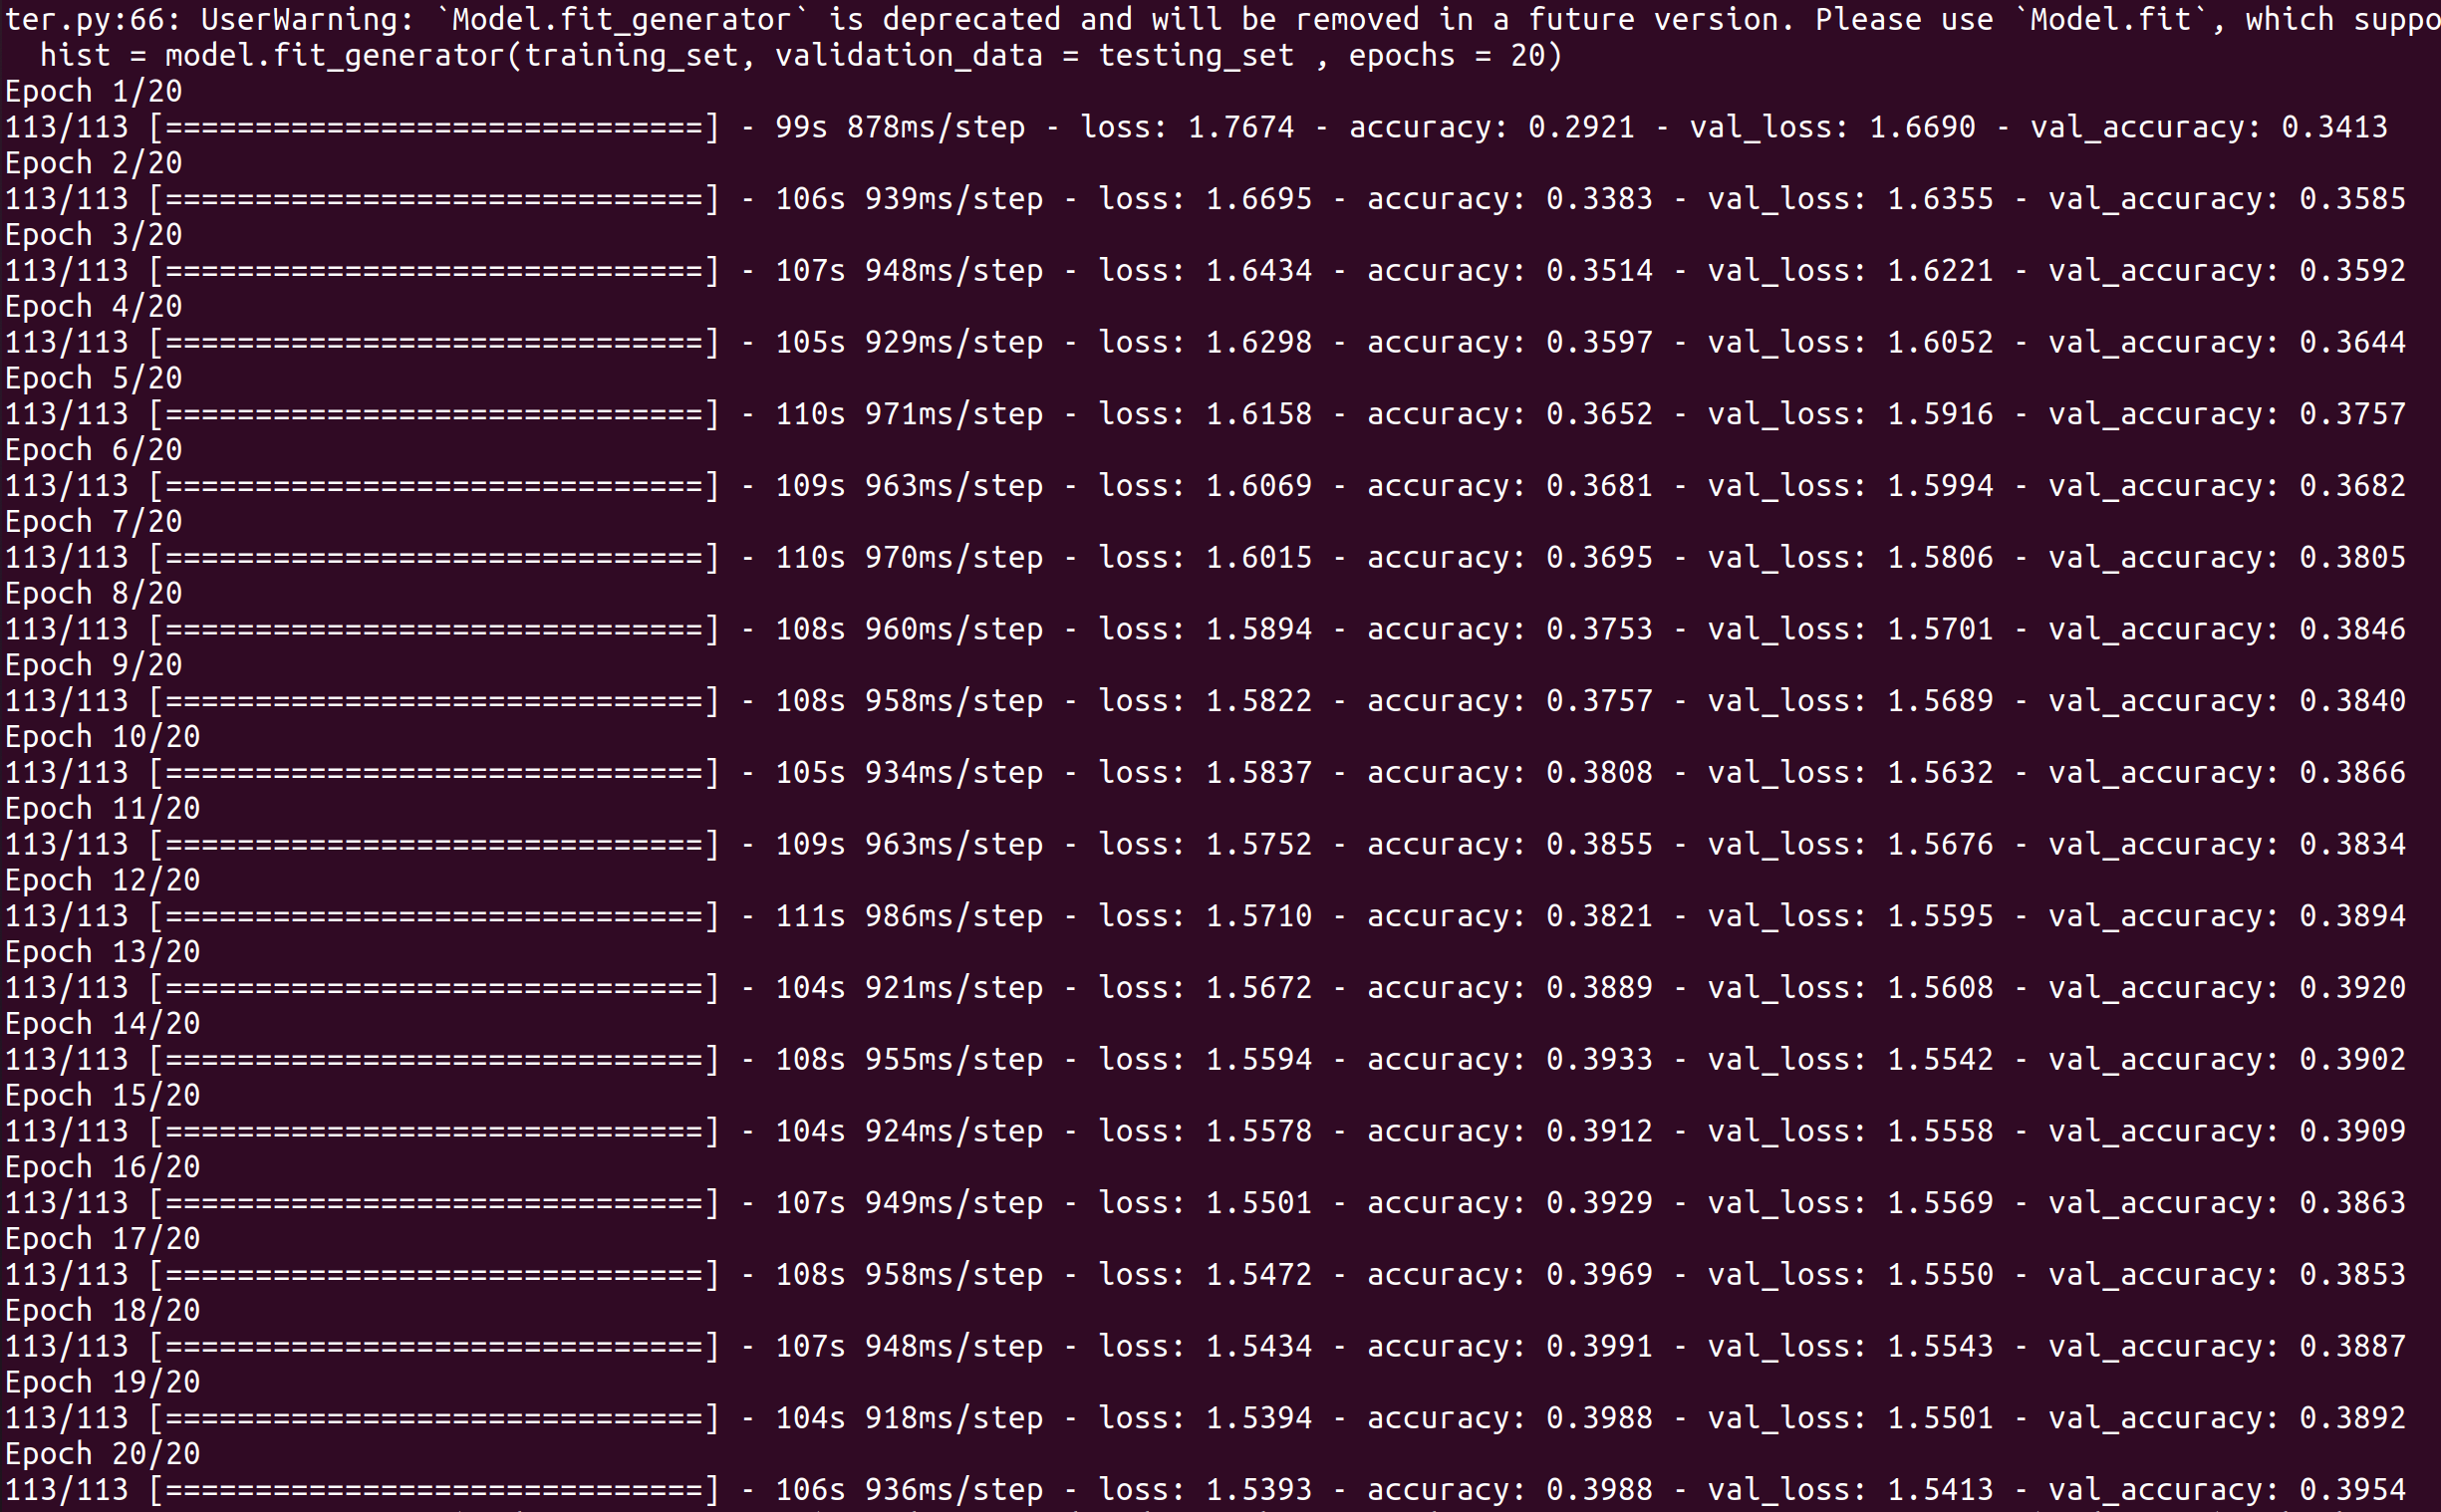 ter.py:66: UserWarning: `Model.fit_generator` is deprecated and will be removed in a future version. Please use `Model.fit`, which suppo
  hist = model.fit_generator(training_set, validation_data = testing_set , epochs = 20)
Epoch 1/20
113/113 [==============================] - 99s 878ms/step - loss: 1.7674 - accuracy: 0.2921 - val_loss: 1.6690 - val_accuracy: 0.3413
Epoch 2/20
113/113 [==============================] - 106s 939ms/step - loss: 1.6695 - accuracy: 0.3383 - val_loss: 1.6355 - val_accuracy: 0.3585
Epoch 3/20
113/113 [==============================] - 107s 948ms/step - loss: 1.6434 - accuracy: 0.3514 - val_loss: 1.6221 - val_accuracy: 0.3592
Epoch 4/20
113/113 [==============================] - 105s 929ms/step - loss: 1.6298 - accuracy: 0.3597 - val_loss: 1.6052 - val_accuracy: 0.3644
Epoch 5/20
113/113 [==============================] - 110s 971ms/step - loss: 1.6158 - accuracy: 0.3652 - val_loss: 1.5916 - val_accuracy: 0.3757
Epoch 6/20
113/113 [==============================] - 109s 963ms/step - loss: 1.6069 - accuracy: 0.3681 - val_loss: 1.5994 - val_accuracy: 0.3682
Epoch 7/20
113/113 [==============================] - 110s 970ms/step - loss: 1.6015 - accuracy: 0.3695 - val_loss: 1.5806 - val_accuracy: 0.3805
Epoch 8/20
113/113 [==============================] - 108s 960ms/step - loss: 1.5894 - accuracy: 0.3753 - val_loss: 1.5701 - val_accuracy: 0.3846
Epoch 9/20
113/113 [==============================] - 108s 958ms/step - loss: 1.5822 - accuracy: 0.3757 - val_loss: 1.5689 - val_accuracy: 0.3840
Epoch 10/20
113/113 [==============================] - 105s 934ms/step - loss: 1.5837 - accuracy: 0.3808 - val_loss: 1.5632 - val_accuracy: 0.3866
Epoch 11/20
113/113 [==============================] - 109s 963ms/step - loss: 1.5752 - accuracy: 0.3855 - val_loss: 1.5676 - val_accuracy: 0.3834
Epoch 12/20
113/113 [==============================] - 111s 986ms/step - loss: 1.5710 - accuracy: 0.3821 - val_loss: 1.5595 - val_accuracy: 0.3894
Epoch 13/20
113/113 [==============================] - 104s 921ms/step - loss: 1.5672 - accuracy: 0.3889 - val_loss: 1.5608 - val_accuracy: 0.3920
Epoch 14/20
113/113 [==============================] - 108s 955ms/step - loss: 1.5594 - accuracy: 0.3933 - val_loss: 1.5542 - val_accuracy: 0.3902
Epoch 15/20
113/113 [==============================] - 104s 924ms/step - loss: 1.5578 - accuracy: 0.3912 - val_loss: 1.5558 - val_accuracy: 0.3909
Epoch 16/20
113/113 [==============================] - 107s 949ms/step - loss: 1.5501 - accuracy: 0.3929 - val_loss: 1.5569 - val_accuracy: 0.3863
Epoch 17/20
113/113 [==============================] - 108s 958ms/step - loss: 1.5472 - accuracy: 0.3969 - val_loss: 1.5550 - val_accuracy: 0.3853
Epoch 18/20
113/113 [==============================] - 107s 948ms/step - loss: 1.5434 - accuracy: 0.3991 - val_loss: 1.5543 - val_accuracy: 0.3887
Epoch 19/20
113/113 [==============================] - 104s 918ms/step - loss: 1.5394 - accuracy: 0.3988 - val_loss: 1.5501 - val_accuracy: 0.3892
Epoch 20/20
113/113 [==============================] - 106s 936ms/step - loss: 1.5393 - accuracy: 0.3988 - val_loss: 1.5413 - val_accuracy: 0.3954